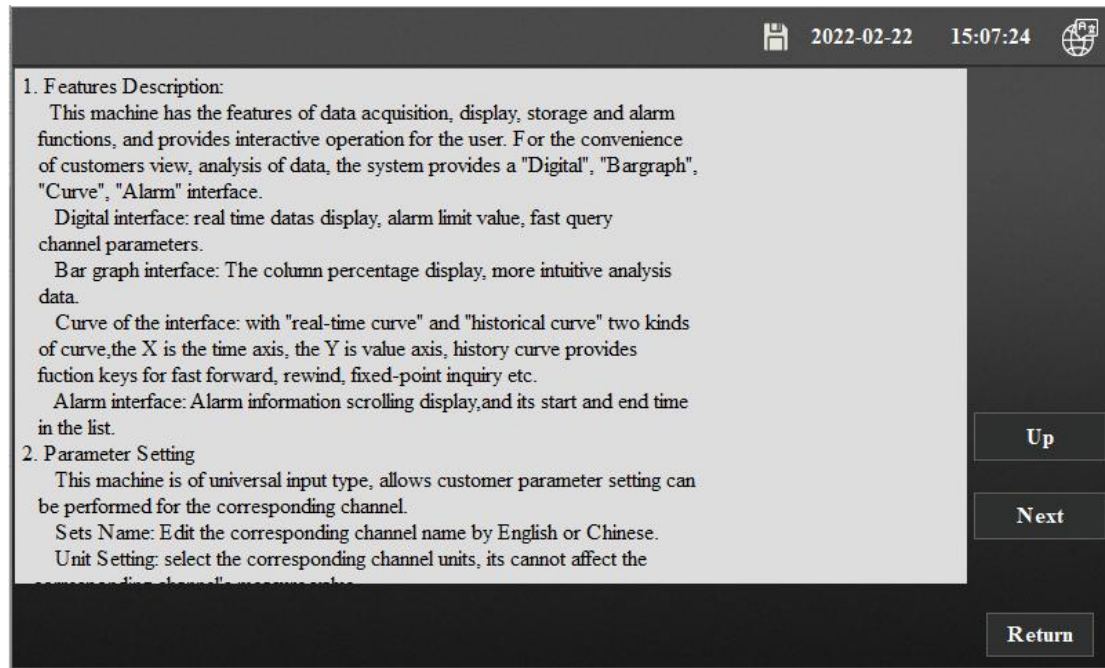 2022-02-22 15:07:24
1. Features Description:
This machine has the features of data acquisition, display, storage and alarm
functions, and provides interactive operation for the user. For the convenience
of customers view, analysis of data, the system provides a "Digital", "Bargraph",
"Curve", "Alarm" interface.
Digital interface: real time datas display, alarm limit value, fast query
channel parameters.
Bar graph interface: The column percentage display, more intuitive analysis
data.
Curve of the interface: with "real-time curve" and "historical curve" two kinds
of curve,the X is the time axis, the Y is value axis, history curve provides
fuction keys for fast forward, rewind, fixed-point inquiry etc.
Alarm interface: Alarm information scrolling display,and its start and end time
in the list.
2. Parameter Setting
This machine is of universal input type, allows customer parameter setting can
be performed for the corresponding channel.
Sets Name: Edit the corresponding channel name by English or Chinese.
Unit Setting: select the corresponding channel units, its cannot affect the
Up
Next
Return